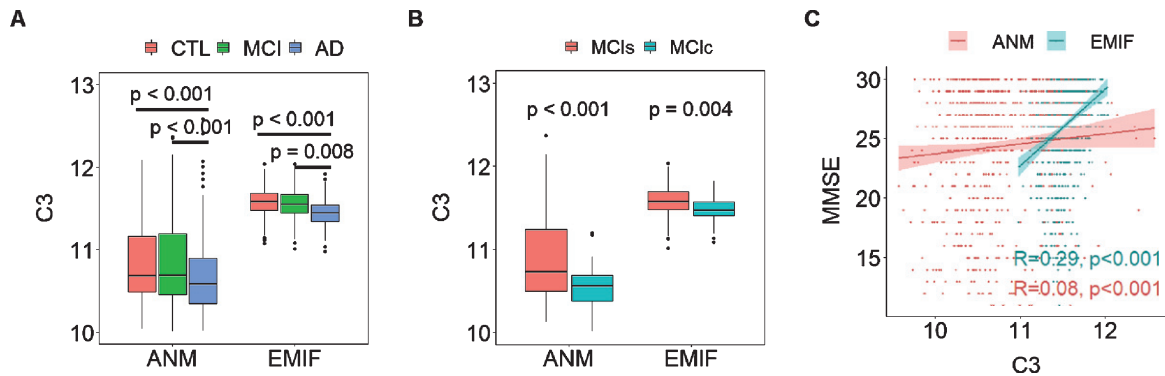 A
CTL MCI AD
C3
13
12
11
10
p < 0.001
p < 0.001
p < 0.001
p = 0.008
ANM EMIF
B
MCIs MCIc
C3
13
12
11
10
p < 0.001 p = 0.004
ANM EMIF
C
ANM EMIF
MMSE
30
25
20
15
R=0.29, p<0.001
R=0.08, p<0.001
10 11 12
C3